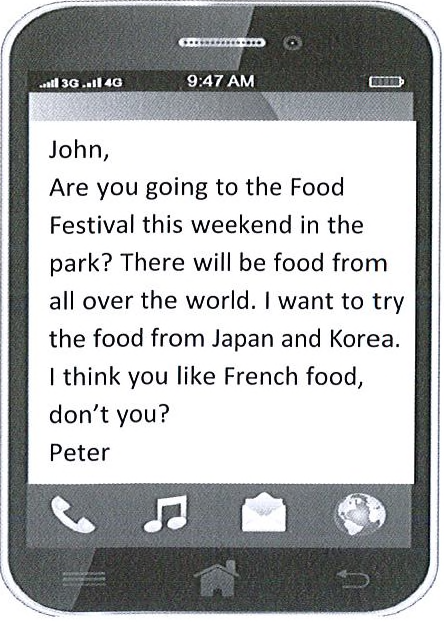 3G 4G 9:47 AM
John,
Are you going to the Food
Festival this weekend in the
park? There will be food from
all over the world. I want to try
the food from Japan and Korea.
I think you like French food,
don't you?
Peter